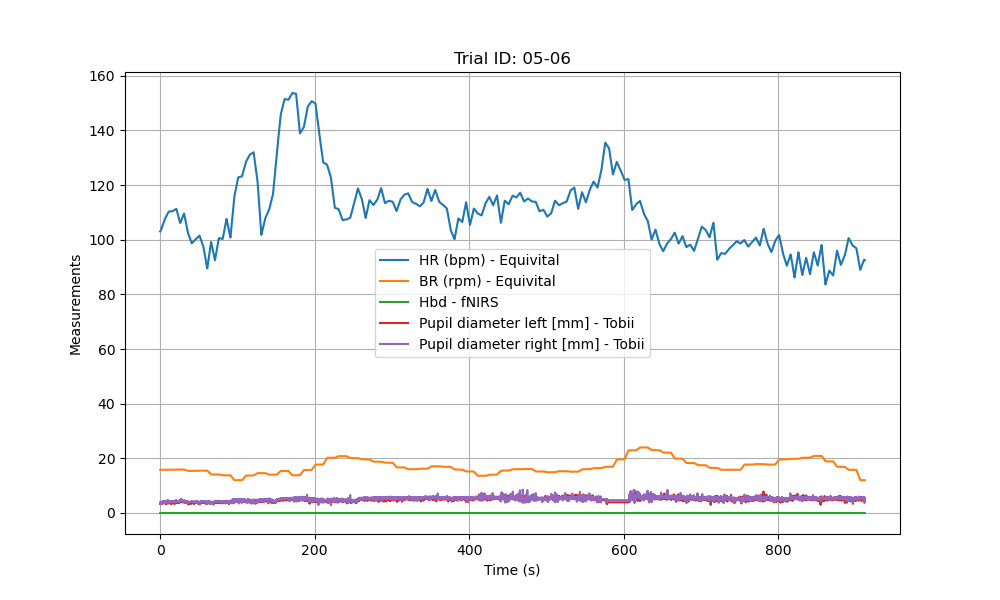 Trial ID: 05-06
160
140
120
100
80
60
40
20
0
Measurements
HR (bpm) - Equivital
BR (rpm) - Equivital
Hbd - fNIRS
Pupil diameter left [mm] - Tobii
Pupil diameter right [mm] - Tobii
0 200 400 600 800
Time (s)